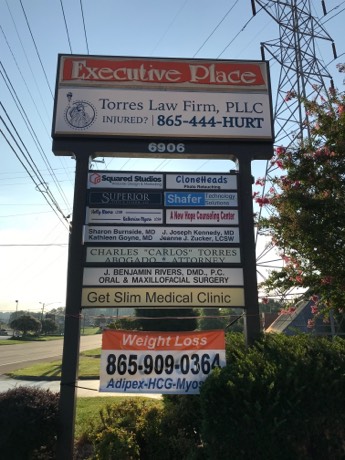 Executive Place
Torres Law Firm, PLLC
INJURED? 865-444-HURT
6906
Squared Studios
CloneHeads
Photo Retouching
SUPERIOR
Shafer Technology Solutions
A New Hope Counseling Center
Sharon Burnside, MD
Kathleen Goyne, MD
J. Joseph Kennedy, MD
Jeanne J. Zucker, LCSW
CHARLES "CARLOS" TORRES
ABOGADO * ATTORNEY
J. BENJAMIN RIVERS, DMD., P.C.
ORAL & MAXILLOFACIAL SURGERY
Get Slim Medical Clinic
Weight Loss
865-909-0364
Adipex-HCG-Myos